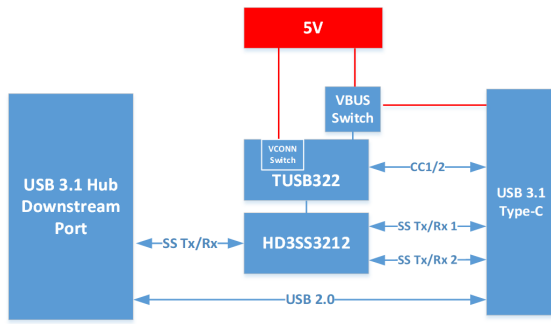 5V
VBUS
Switch
VCONN
Switch
TUSB322
CC1/2
USB 3.1 Hub
Downstream
Port
USB 3.1
Type-C
HD3SS3212
SS Tx/Rx
SS Tx/Rx 1
SS Tx/Rx 2
USB 2.0